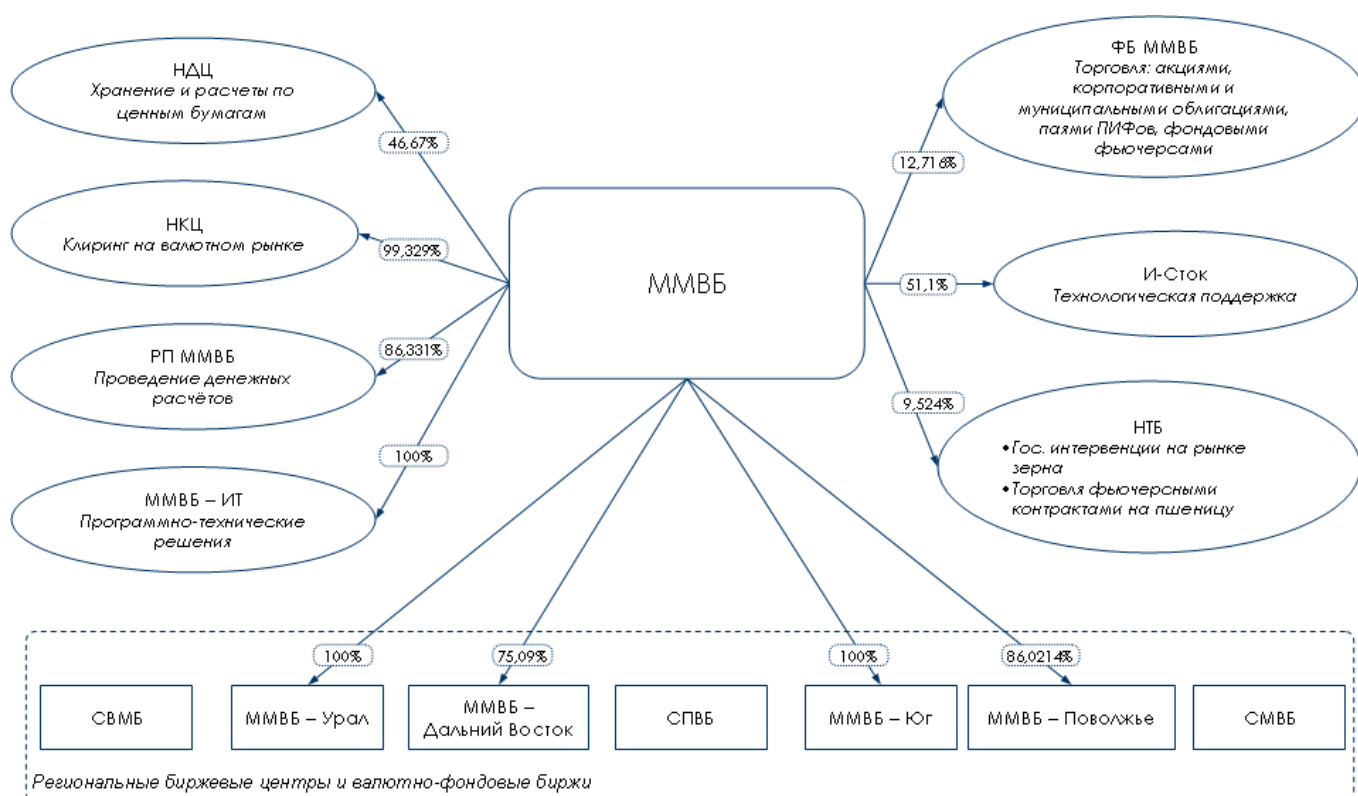 НДЦ
Хранение и расчеты по
ценным бумагам
46,67%
НКЦ
Клиринг на валютном рынке
99,329%
РП ММВБ
Проведение денежных
расчётов
86,331%
ММВБ – ИТ
Программно-технические
решения
100%
ММВБ
ФБ ММВБ
Торговля: акциями,
корпоративными и
муниципальными облигациями,
паями ПИФов, фондовыми
фьючерсами
12,716%
И-Сток
Технологическая поддержка
51,1%
НТБ
•Гос. интервенции на рынке
зерна
•Торговля фьючерсными
контрактами на пшеницу
9,524%
100%
75,09%
100%
86,0214%
СВМБ
ММВБ – Урал
ММВБ –
Дальний Восток
СПВБ
ММВБ – Юг
ММВБ – Поволжье
СМВБ
Региональные биржевые центры и валютно-фондовые биржи